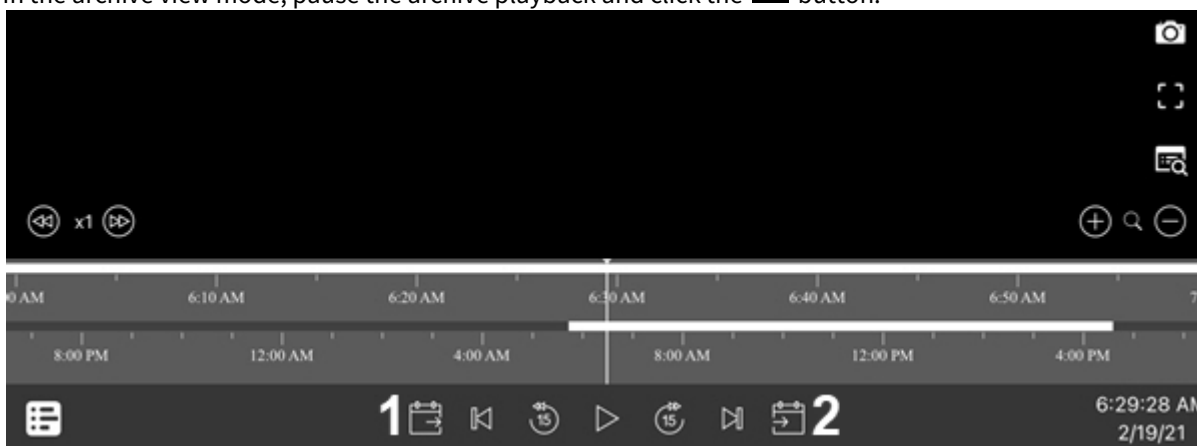 In the archive view mode, pause the archive playback and click the button.
x1
0 AM 6:10 AM 6:20 AM 6:30 AM 6:40 AM 6:50 AM 7
8:00 PM 12:00 AM 4:00 AM 8:00 AM 12:00 PM 4:00 PM
1 15 15 2
6:29:28 AM
2/19/21